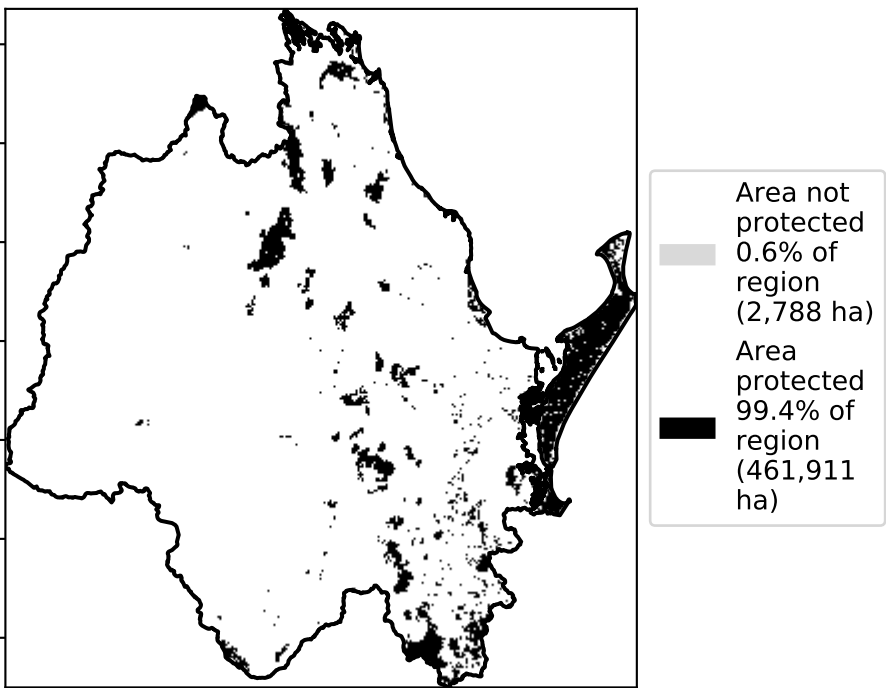 Area not
protected
0.6% of
region
(2,788 ha)
Area
protected
99.4% of
region
(461,911
ha)